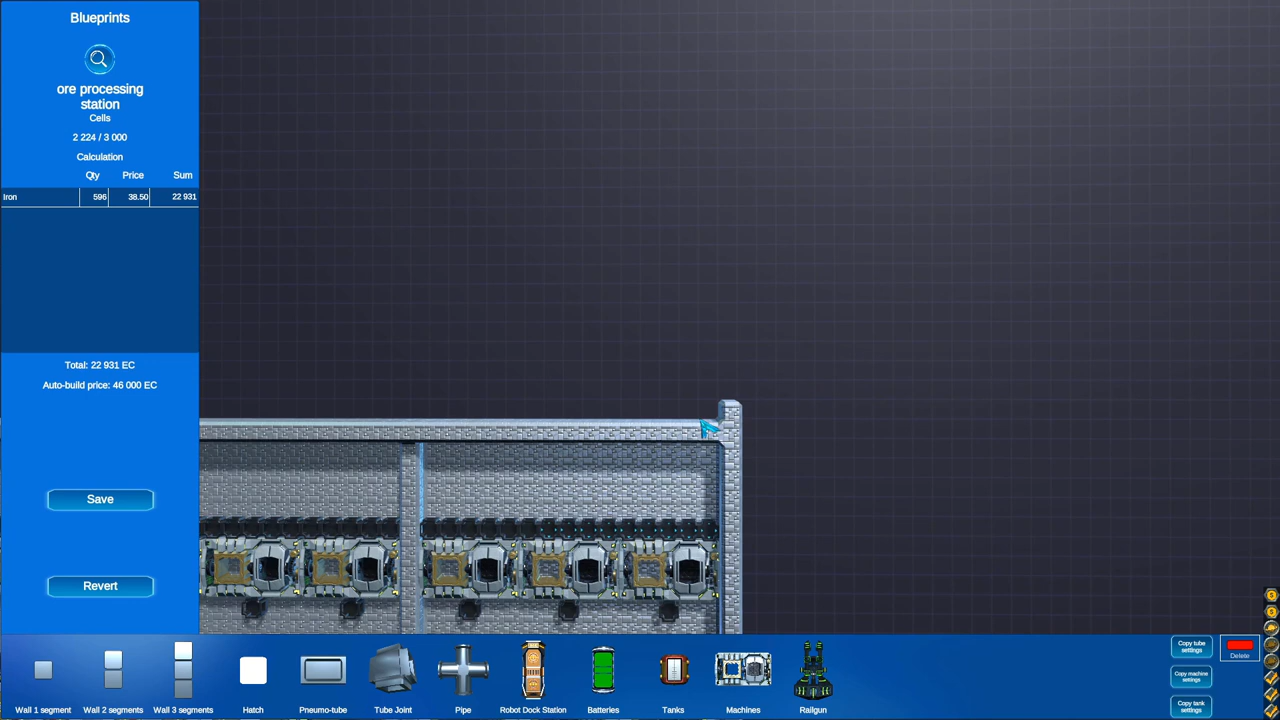 Blueprints
ore processing
station
Cells
2 224 / 3 000
Calculation
Qty Price Sum
Iron 596 38.50 22 931
Total: 22 931 EC
Auto-build price: 46 000 EC
Save
Revert
Wall 1 segment
Wall 2 segments
Wall 3 segments
Hatch
Pneumo-tube
Tube Joint
Pipe
Robot Dock Station
Batteries
Tanks
Machines
Railgun
Copy tube
settings
Copy machine
settings
Copy tank
settings
Delete